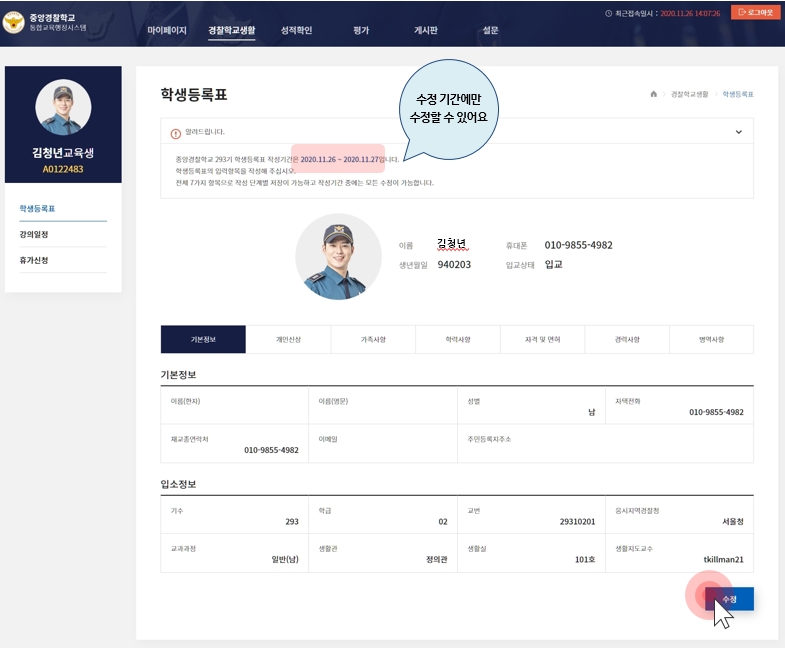 중앙경찰학교
통합교육행정시스템
최근접속일시 : 2020.11.26 14:07:26
로그아웃
마이페이지 경찰학교생활 성적확인 평가 게시판 설문
김청년교육생
A0122483
학생등록표
강의일정
휴가신청
학생등록표
경찰학교생활 학생등록표
수정 기간에만
수정할 수 있어요
알려드립니다.
중앙경찰학교 293기 학생등록표 작성기간은 2020.11.26 ~ 2020.11.27입니다.
학생등록표의 입력항목을 작성해 주십시오.
전체 7가지 항목으로 작성 단계별 저장이 가능하고 작성기간 중에는 모든 수정이 가능합니다.
이름 김청년 휴대폰 010-9855-4982
생년월일 940203 입교상태 입교
기본정보 개인신상 가족사항 학력사항 자격 및 면허 경력사항 병역사항
기본정보
이름(한자) 이름(영문) 성별 자택전화
남 010-9855-4982
재교중연락처 이메일 주민등록지주소
010-9855-4982
입소정보
기수 학급 교번 응시지역경찰청
293 02 29310201 서울청
교과과정 생활관 생활실 생활지도교수
일반(남) 정의관 101호 tkillman21
수정